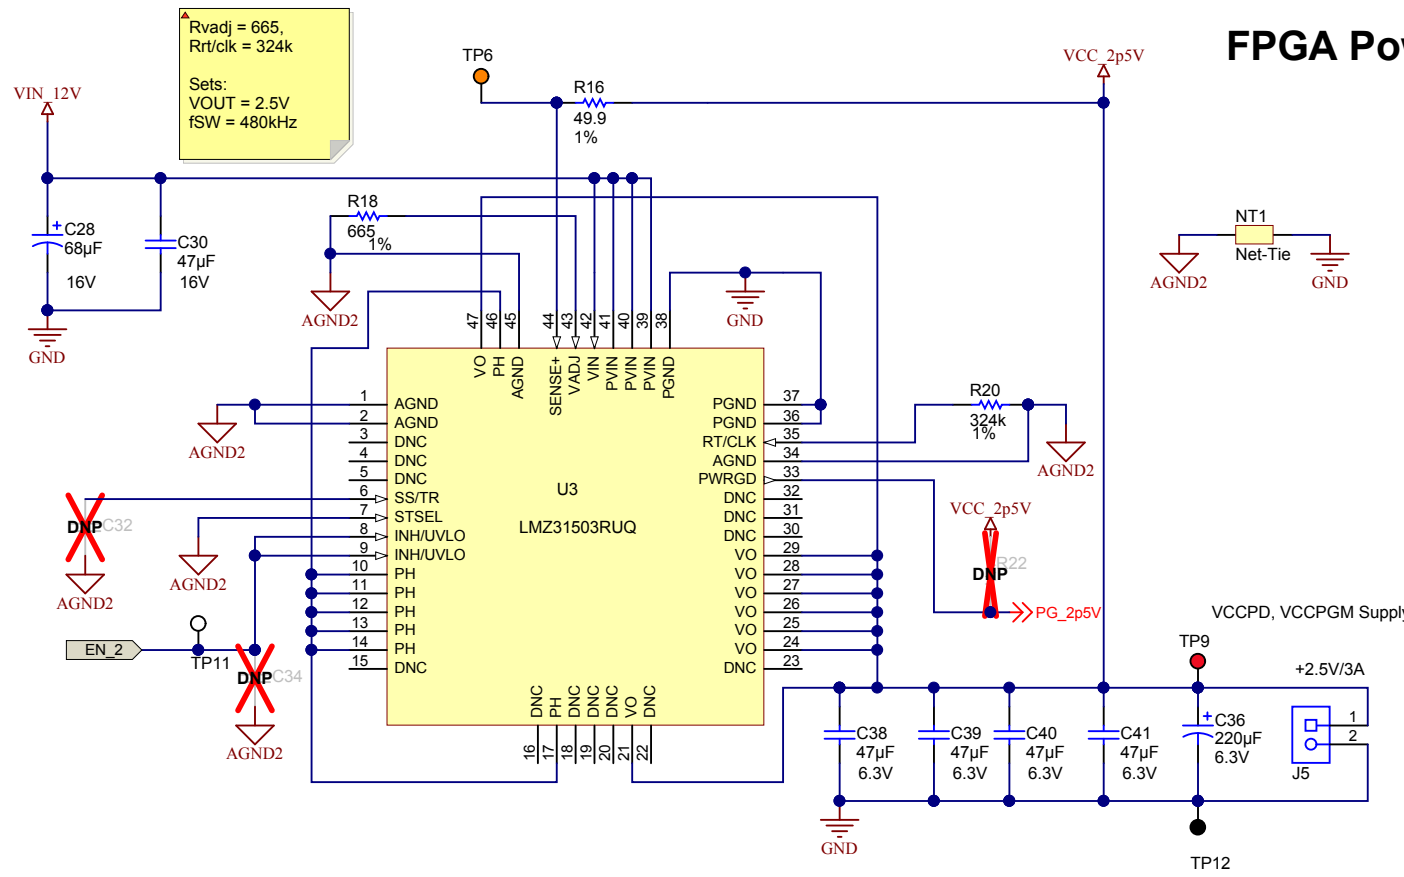 FPGA
Rvadj = 665,
Rrt/clk = 324k
Sets:
VOUT = 2.5V
fSW = 480kHz
VIN_12V
TP6
R16
49.9
1%
VCC_2p5V
C28
68µF
16V
C30
47µF
16V
GND
R18
665
1%
AGND2
GND
NT1
Net-Tie
AGND2
GND
47
46
45
44
43
42
41
40
39
38
VO
PH
AGND
SENSE+
VADJ
VIN
PVIN
PVIN
PVIN
PGND
1 AGND
2 AGND
3 DNC
4 DNC
5 DNC
6 SS/TR
7 STSEL
8 INH/UVLO
9 INH/UVLO
10 PH
11 PH
12 PH
13 PH
14 PH
15 DNC
U3
LMZ31503RUQ
PGND 37
PGND 36
RT/CLK 35
AGND 34
PWRGD 33
DNC 32
DNC 31
DNC 30
VO 29
VO 28
VO 27
VO 26
VO 25
VO 24
DNC 23
DNC
PH
DNC
DNC
DNC
VO
DNC
16
17
18
19
20
21
22
AGND2
DNP
C32
AGND2
AGND2
EN_2
TP11
DNP
C34
AGND2
R20
324k
1%
AGND2
VCC_2p5V
DNP
R22
PG_2p5V
VCCPD, VCCPGM Supply
TP9
+2.5V/3A
C38
47µF
6.3V
C39
47µF
6.3V
C40
47µF
6.3V
C41
47µF
6.3V
C36
220µF
6.3V
1
2
J5
GND
TP12